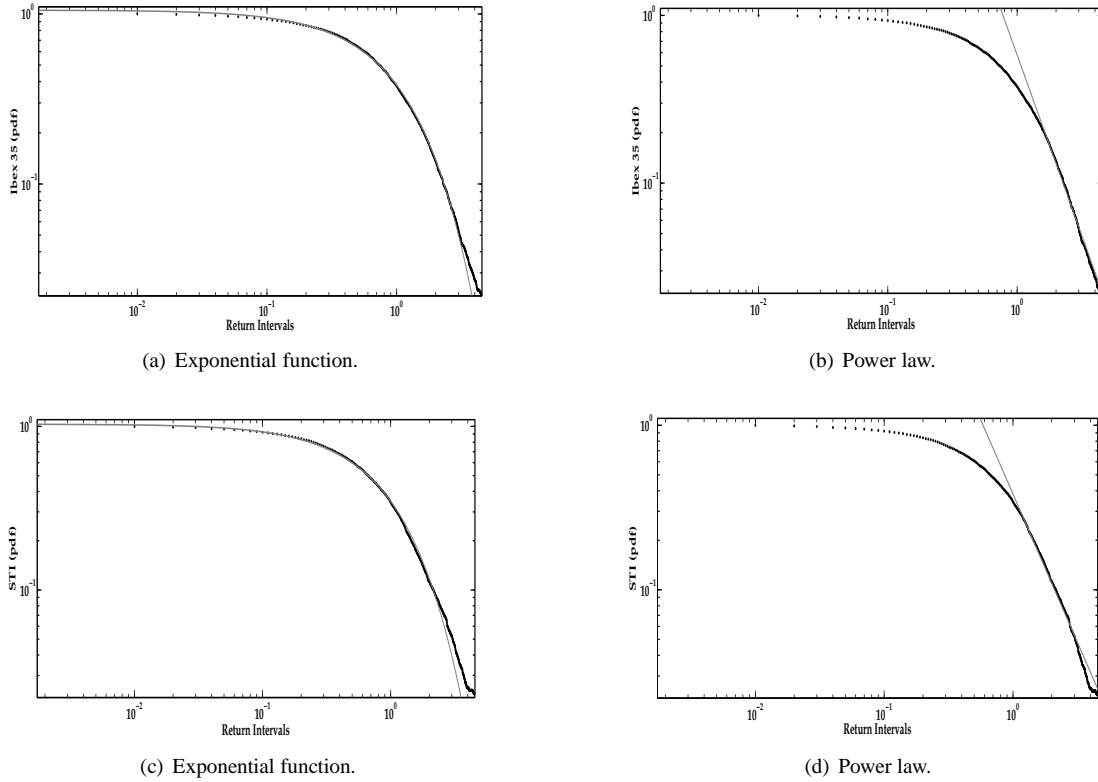 10^0
Ibex 35 (pdf)
10^-1
10^-2
10^-1
10^0
Return Intervals
(a) Exponential function.
10^0
Ibex 35 (pdf)
10^-1
10^-2
10^-1
10^0
Return Intervals
(b) Power law.
10^0
STI (pdf)
10^-1
10^-2
10^-1
10^0
Return Intervals
(c) Exponential function.
10^0
STI (pdf)
10^-1
10^-2
10^-1
10^0
Return Intervals
(d) Power law.